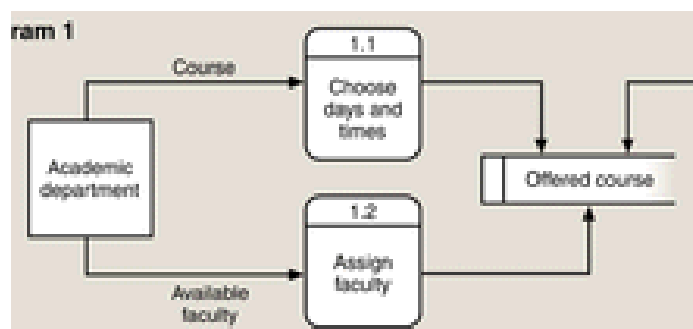 ram 1
Course
1.1
Choose
days and
times
Academic
department
Offered course
1.2
Assign
faculty
Available
faculty